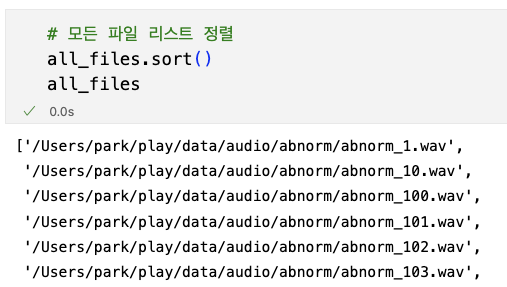 # 모든 파일 리스트 정렬
all_files.sort()
all_files
✓ 0.0s
['/Users/park/play/data/audio/abnorm/abnorm_1.wav',
'/Users/park/play/data/audio/abnorm/abnorm_10.wav',
'/Users/park/play/data/audio/abnorm/abnorm_100.wav',
'/Users/park/play/data/audio/abnorm/abnorm_101.wav',
'/Users/park/play/data/audio/abnorm/abnorm_102.wav',
'/Users/park/play/data/audio/abnorm/abnorm_103.wav',